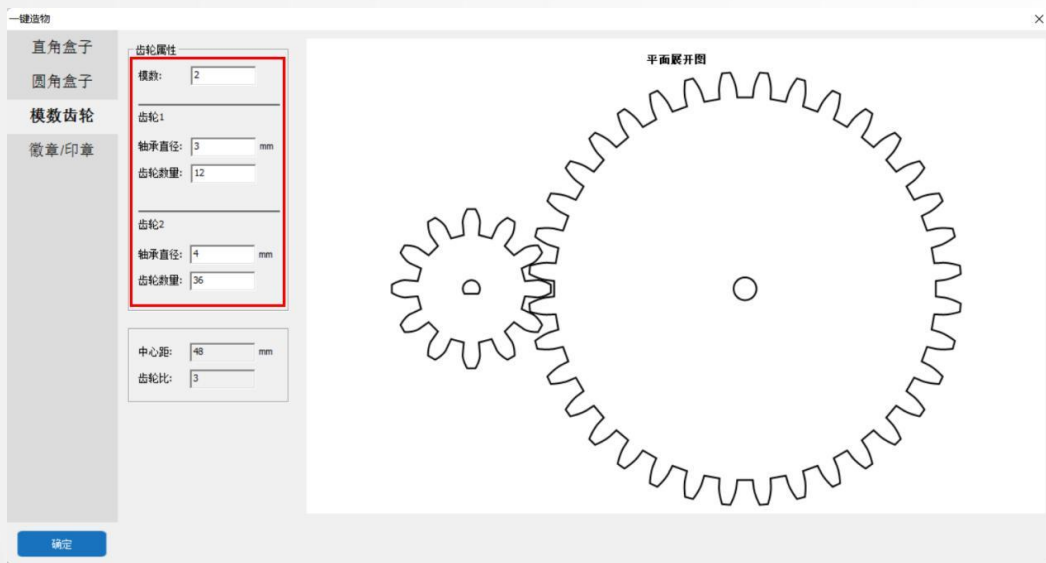 一键造物
×
直角盒子
圆角盒子
模数齿轮
徽章/印章
确定
齿轮属性
模数: 2
齿轮1
轴承直径: 3 mm
齿轮数量: 12
齿轮2
轴承直径: 4 mm
齿轮数量: 36
中心距: 48 mm
齿轮比: 3
平面展开图